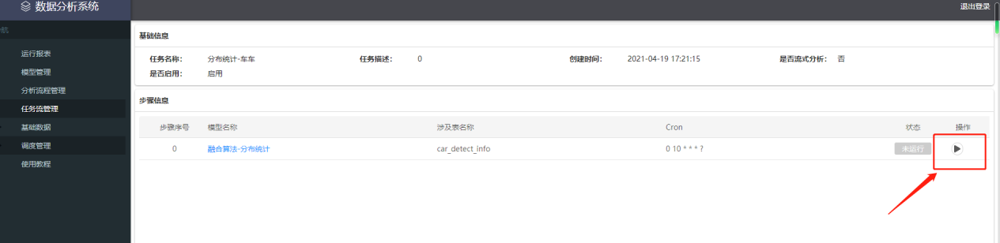 数据分析系统
退出登录
航
运行报表
模型管理
分析流程管理
任务流管理
基础数据
调度管理
使用教程
基础信息
任务名称: 分布统计-车车 任务描述: 0 创建时间: 2021-04-19 17:21:15 是否流式分析: 否
是否启用: 启用
步骤信息
步骤序号 模型名称 涉及表名称 Cron 状态 操作
0 融合算法-分布统计 car_detect_info 0 10 * * * ? 未运行